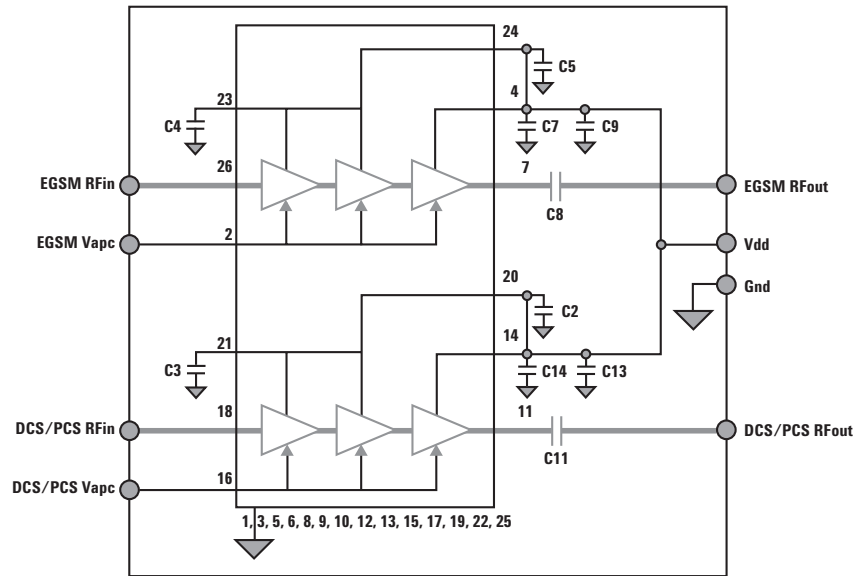 24
C5
23
4
C4
C7
C9
26
7
EGSM RFin
EGSM RFout
C8
EGSM Vapc
2
Vdd
20
Gnd
C2
21
14
C3
C14
C13
18
11
DCS/PCS RFin
DCS/PCS RFout
C11
16
DCS/PCS Vapc
1, 3, 5, 6, 8, 9, 10, 12, 13, 15, 17, 19, 22, 25